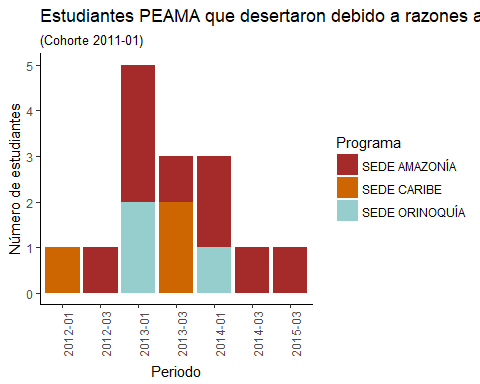 Estudiantes PEAMA que desertaron debido a razones a
(Cohorte 2011-01)
Número de estudiantes
5
4
3
2
1
0
2012-01
2012-03
2013-01
2013-03
2014-01
2014-03
2015-03
Periodo
Programa
SEDE AMAZONÍA
SEDE CARIBE
SEDE ORINOQUÍA